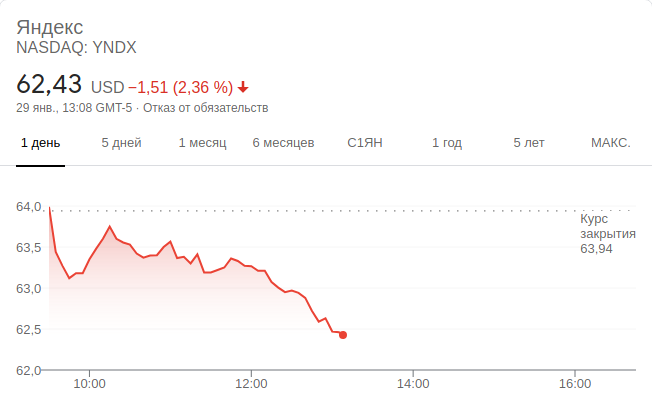 Яндекс
NASDAQ: YNDX
62,43 USD −1,51 (2,36 %)
29 янв., 13:08 GMT-5 · Отказ от обязательств
1 день 5 дней 1 месяц 6 месяцев С1ЯН 1 год 5 лет МАКС.
64,0
Курс
закрытия
63,94
63,5
63,0
62,5
62,0
10:00 12:00 14:00 16:00